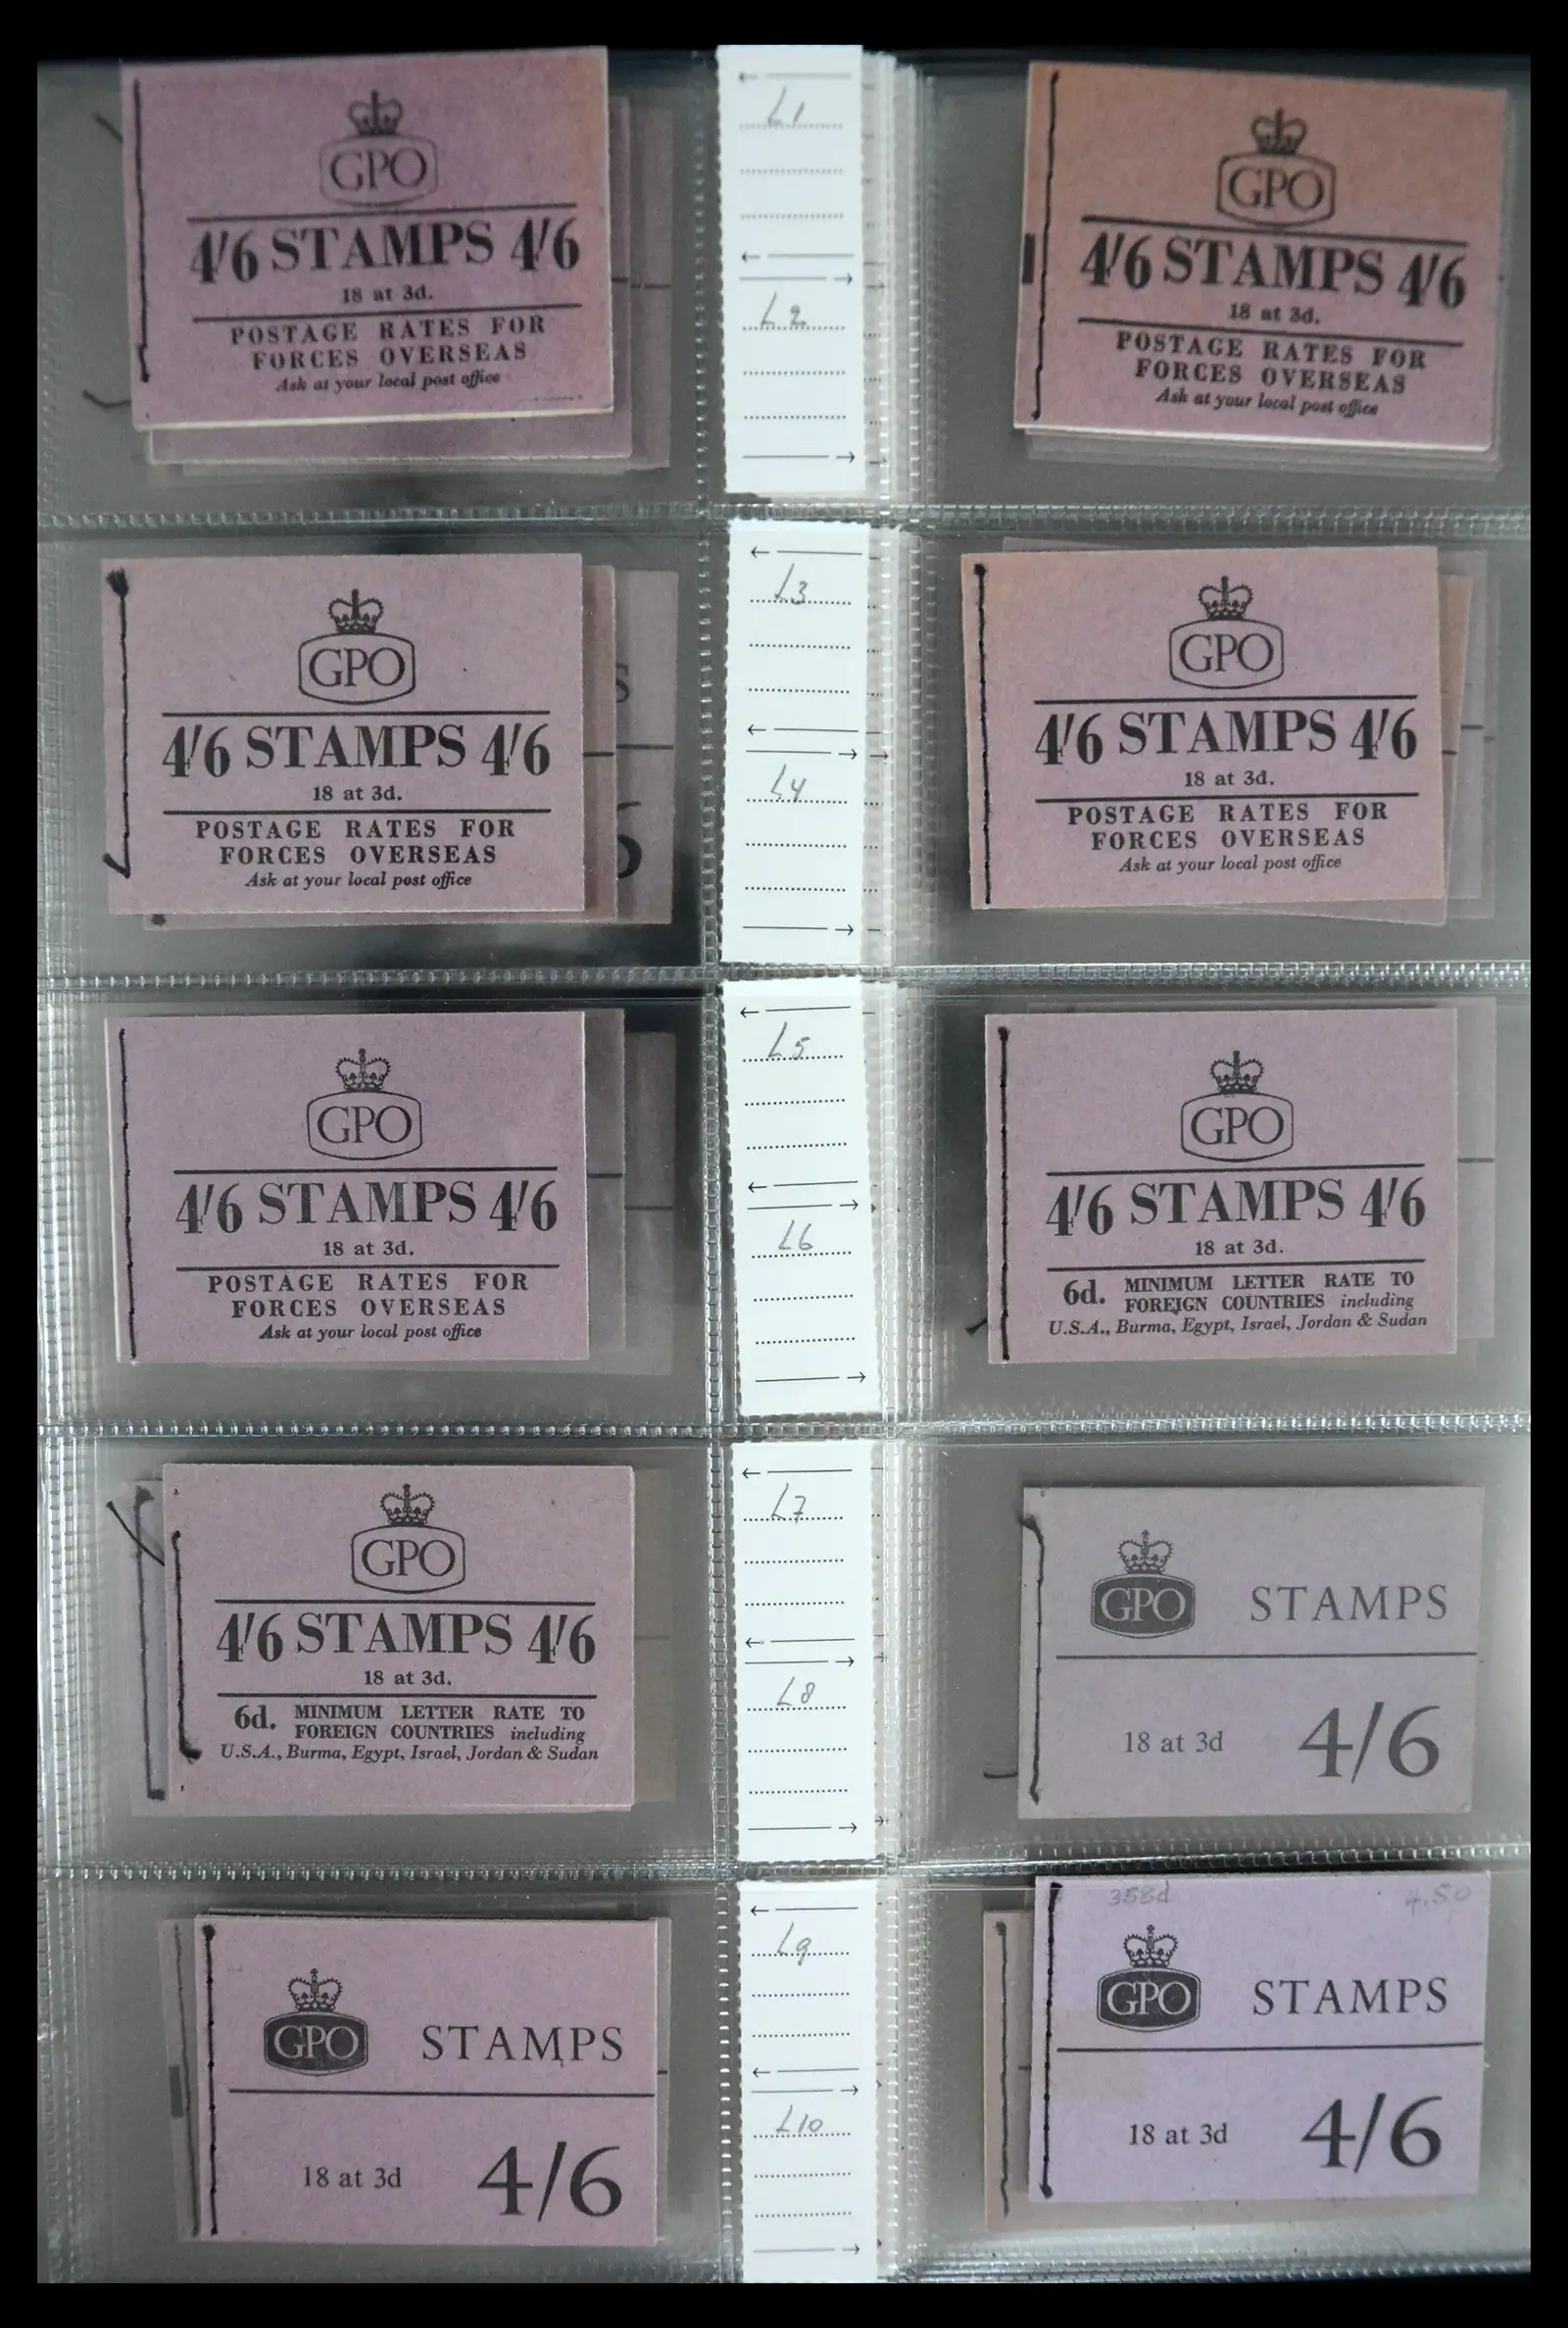 GPO
4/6 STAMPS 4/6
18 at 3d.
POSTAGE RATES FOR
FORCES OVERSEAS
Ask at your local post office
L1
L2
GPO
4/6 STAMPS 4/6
18 at 3d.
POSTAGE RATES FOR
FORCES OVERSEAS
Ask at your local post office
GPO
4/6 STAMPS 4/6
18 at 3d.
POSTAGE RATES FOR
FORCES OVERSEAS
Ask at your local post office
S
6
L3
L4
GPO
4/6 STAMPS 4/6
18 at 3d.
POSTAGE RATES FOR
FORCES OVERSEAS
Ask at your local post office
GPO
4/6 STAMPS 4/6
18 at 3d.
POSTAGE RATES FOR
FORCES OVERSEAS
Ask at your local post office
L5
L6
GPO
4/6 STAMPS 4/6
18 at 3d.
6d. MINIMUM LETTER RATE TO
FOREIGN COUNTRIES including
U.S.A., Burma, Egypt, Israel, Jordan & Sudan
GPO
4/6 STAMPS 4/6
18 at 3d.
6d. MINIMUM LETTER RATE TO
FOREIGN COUNTRIES including
U.S.A., Burma, Egypt, Israel, Jordan & Sudan
L7
L8
GPO STAMPS
18 at 3d 4/6
GPO STAMPS
18 at 3d 4/6
L9
L10
358d 4.50
GPO STAMPS
18 at 3d 4/6